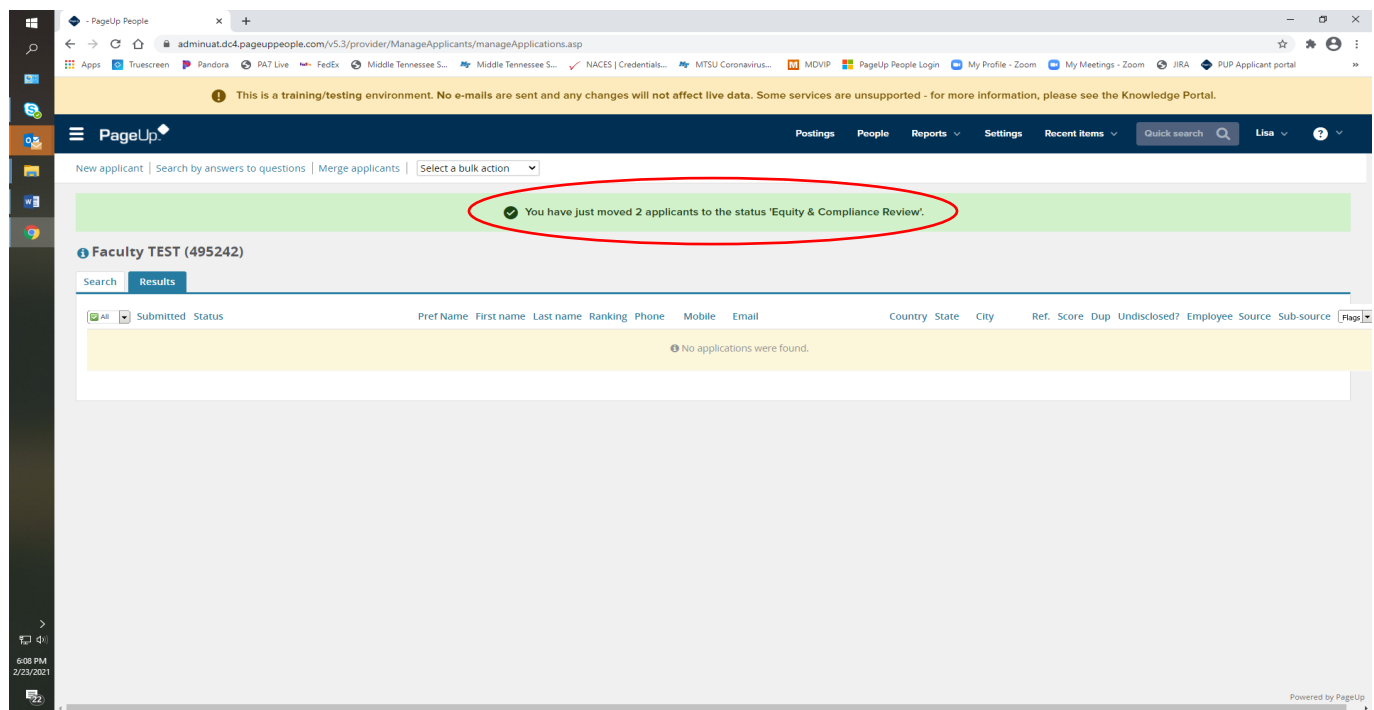 - PageUp People
adminuat.dc4.pageuppeople.com/v5.3/provider/ManageApplicants/manageApplications.asp
Apps Truescreen Pandora PA7 Live FedEx Middle Tennessee S... Middle Tennessee S... NACES | Credentials... MTSU Coronavirus... MDVIP PageUp People Login My Profile - Zoom My Meetings - Zoom JIRA PUP Applicant portal »
This is a training/testing environment. No e-mails are sent and any changes will not affect live data. Some services are unsupported - for more information, please see the Knowledge Portal.
PageUp. Postings People Reports Settings Recent items Quick search Lisa ?
New applicant | Search by answers to questions | Merge applicants | Select a bulk action
You have just moved 2 applicants to the status 'Equity & Compliance Review'.
Faculty TEST (495242)
Search Results
All Submitted Status Pref Name First name Last name Ranking Phone Mobile Email Country State City Ref. Score Dup Undisclosed? Employee Source Sub-source Flags
No applications were found.
6:08 PM
2/23/2021
22
Powered by PageUp